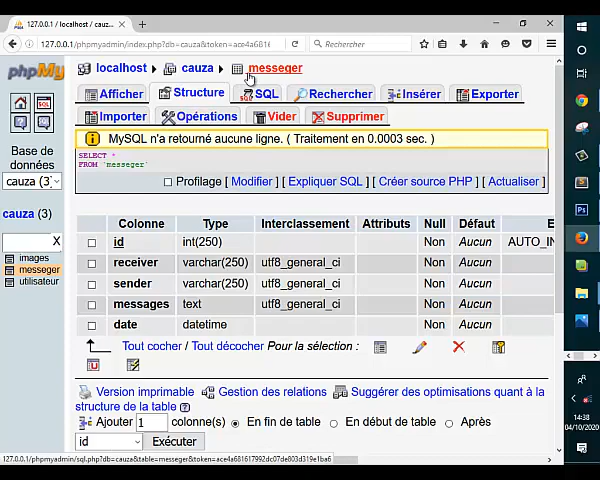 127.0.0.1 / localhost / cauz
127.0.0.1/phpmyadmin/index.php?db=cauza&token=ace4a6816
Rechercher
phpMy
localhost
cauza
messeger
Afficher
Structure
SQL
Rechercher
Insérer
Exporter
Importer
Opérations
Vider
Supprimer
MySQL n'a retourné aucune ligne. ( Traitement en 0.0003 sec. )
SELECT *
FROM `messeger`
Profilage [ Modifier ] [ Expliquer SQL ] [ Créer source PHP ] [ Actualiser ]
Base de
données
cauza (3)
cauza (3)
X
images
messeger
utilisateur
Colonne Type Interclassement Attributs Null Défaut E
id int(250) Non Aucun AUTO_IN
receiver varchar(250) utf8_general_ci Non Aucun
sender varchar(250) utf8_general_ci Non Aucun
messages text utf8_general_ci Non Aucun
date datetime Non Aucun
Tout cocher / Tout décocher Pour la sélection :
Version imprimable Gestion des relations Suggérer des optimisations quant à la
structure de la table
Ajouter 1 colonne(s) En fin de table En début de table Après
id Exécuter
127.0.0.1/phpmyadmin/sql.php?db=cauza&table=messeger&token=ace4a681617992dc07de803d319e1ba6
14:38
04/10/2020